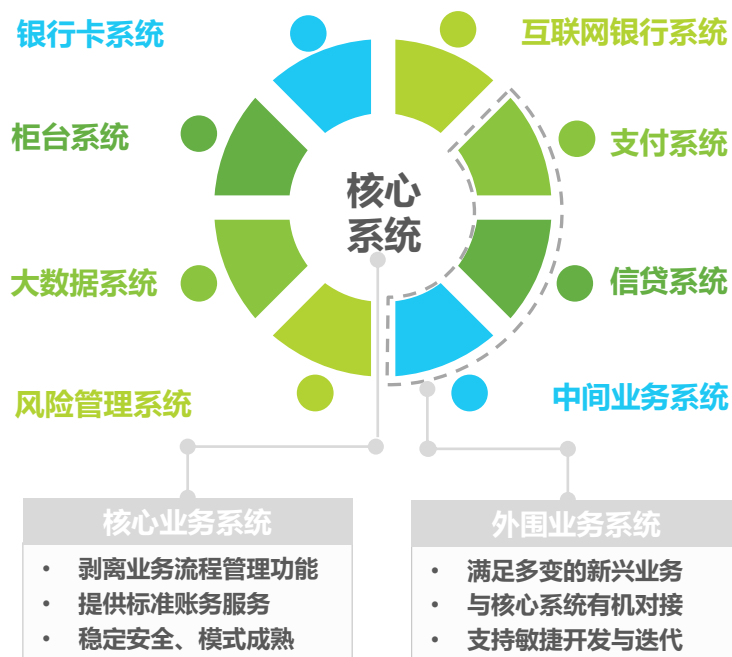 银行卡系统
互联网银行系统
柜台系统
支付系统
核心
系统
大数据系统
信贷系统
风险管理系统
中间业务系统
核心业务系统
• 剥离业务流程管理功能
• 提供标准账务服务
• 稳定安全、模式成熟
外围业务系统
• 满足多变的新兴业务
• 与核心系统有机对接
• 支持敏捷开发与迭代